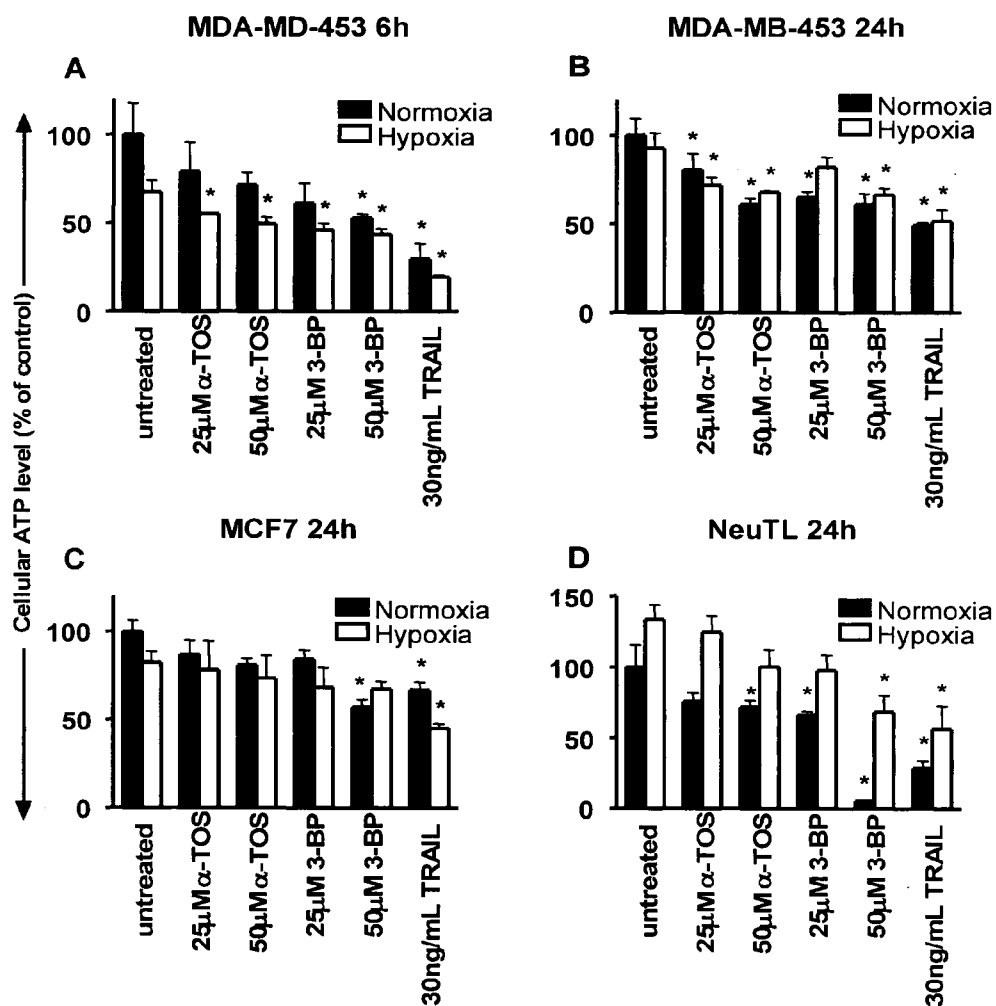 MDA-MD-453 6h
A
Normoxia
Hypoxia
100
50
0
untreated
25µM α-TOS
50µM α-TOS
25µM 3-BP
50µM 3-BP
30ng/mL TRAIL
* * * * * * *
MDA-MB-453 24h
B
Normoxia
Hypoxia
100
50
0
untreated
25µM α-TOS
50µM α-TOS
25µM 3-BP
50µM 3-BP
30ng/mL TRAIL
* * * * * * * * *
Cellular ATP level (% of control)
MCF7 24h
C
Normoxia
Hypoxia
100
50
0
untreated
25µM α-TOS
50µM α-TOS
25µM 3-BP
50µM 3-BP
30ng/mL TRAIL
* * *
NeuTL 24h
D
Normoxia
Hypoxia
150
100
50
0
untreated
25µM α-TOS
50µM α-TOS
25µM 3-BP
50µM 3-BP
30ng/mL TRAIL
* * * * * *